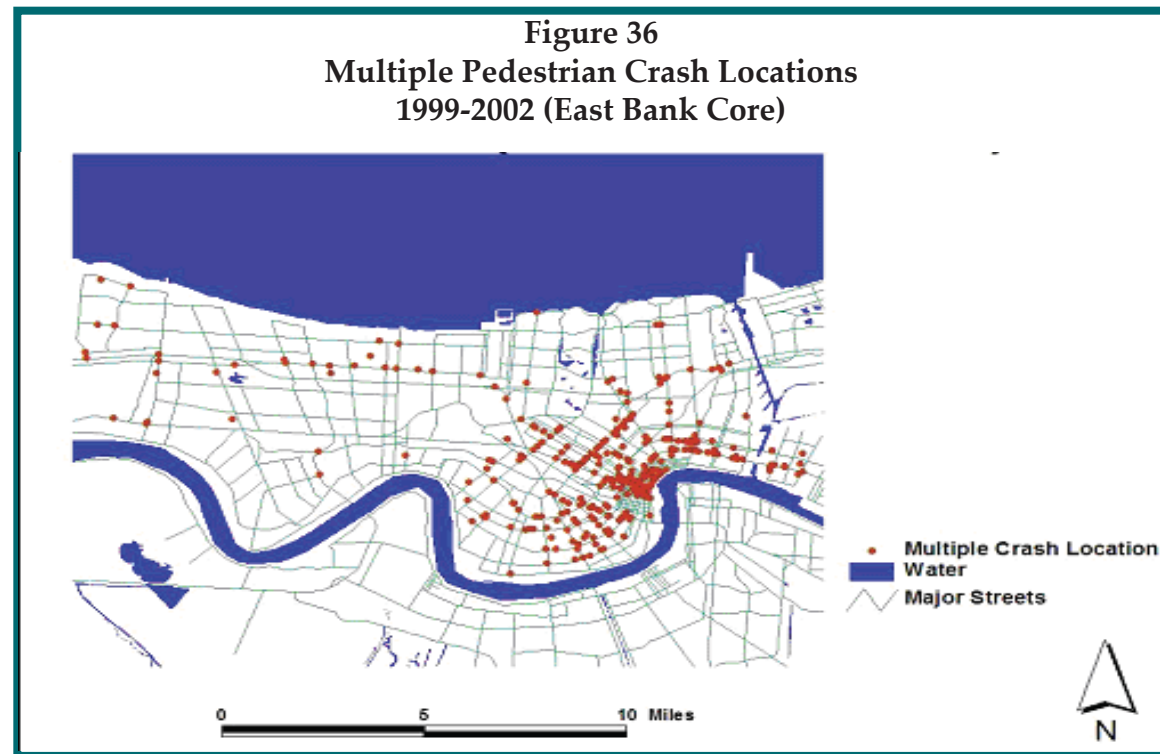 Figure 36
Multiple Pedestrian Crash Locations
1999-2002 (East Bank Core)
Multiple Crash Location
Water
Major Streets
0 5 10 Miles
N